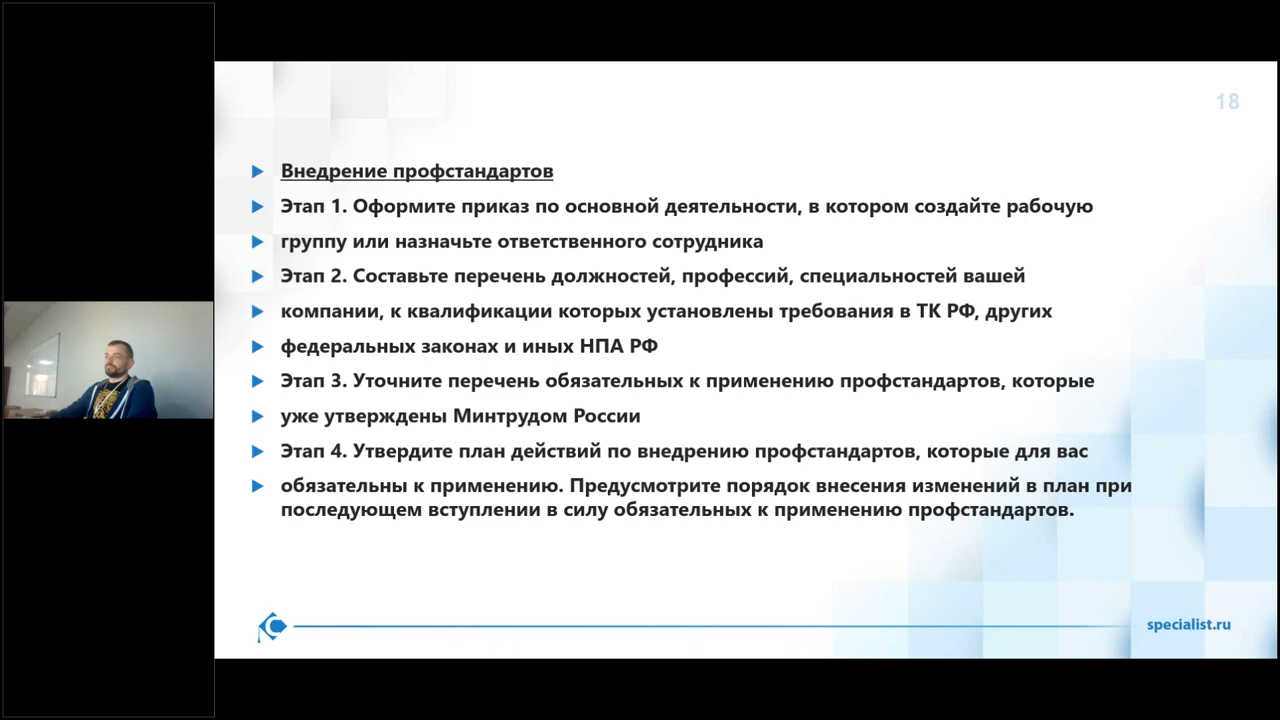 18
Внедрение профстандартов
Этап 1. Оформите приказ по основной деятельности, в котором создайте рабочую
группу или назначьте ответственного сотрудника
Этап 2. Составьте перечень должностей, профессий, специальностей вашей
компании, к квалификации которых установлены требования в ТК РФ, других
федеральных законах и иных НПА РФ
Этап 3. Уточните перечень обязательных к применению профстандартов, которые
уже утверждены Минтрудом России
Этап 4. Утвердите план действий по внедрению профстандартов, которые для вас
обязательны к применению. Предусмотрите порядок внесения изменений в план при
последующем вступлении в силу обязательных к применению профстандартов.
specialist.ru